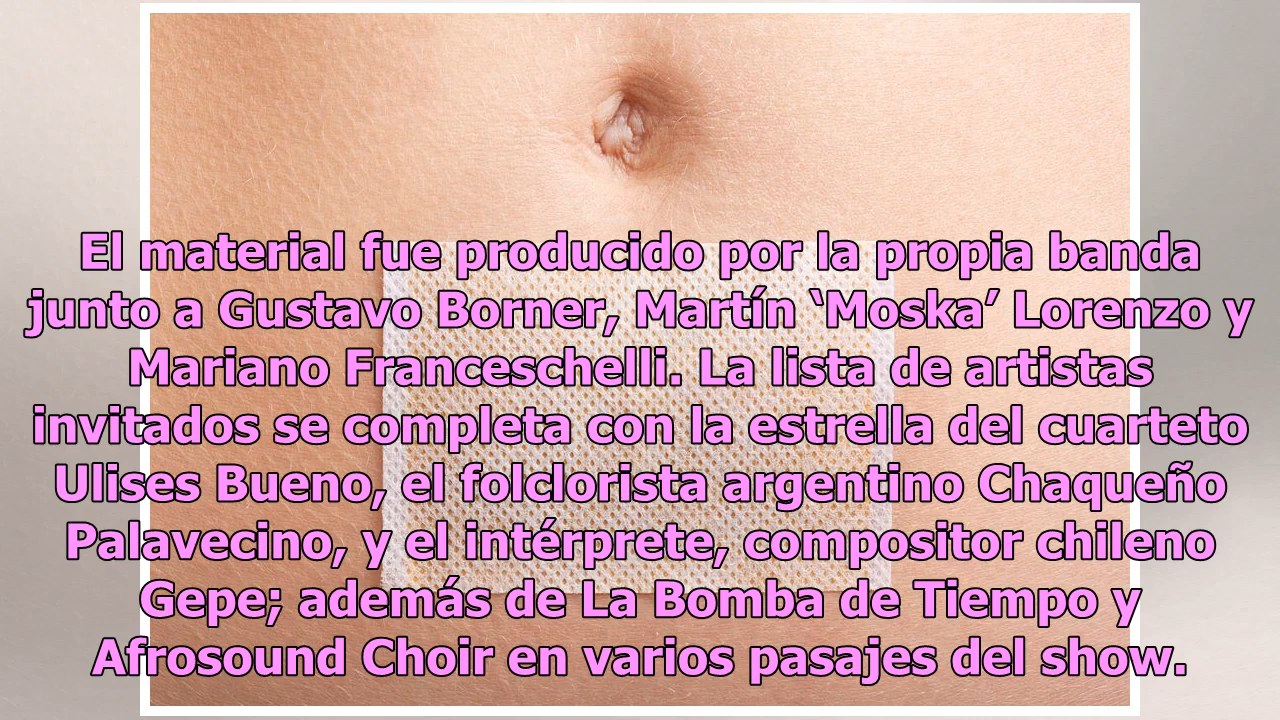 El material fue producido por la propia banda
junto a Gustavo Borner, Martín ‘Moska’ Lorenzo y
Mariano Franceschelli. La lista de artistas
invitados se completa con la estrella del cuarteto
Ulises Bueno, el folclorista argentino Chaqueño
Palavecino, y el intérprete, compositor chileno
Gepe; además de La Bomba de Tiempo y
Afrosound Choir en varios pasajes del show.